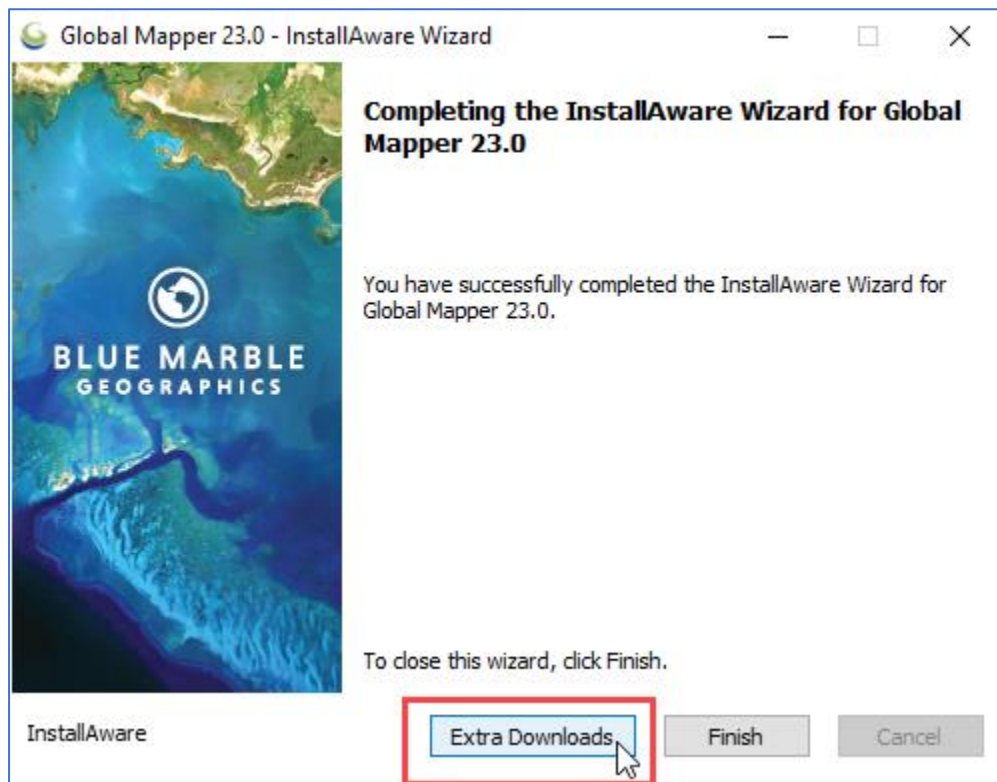 Global Mapper 23.0 - InstallAware Wizard
Completing the InstallAware Wizard for Global
Mapper 23.0
You have successfully completed the InstallAware Wizard for
Global Mapper 23.0.
BLUE MARBLE
GEOGRAPHICS
To close this wizard, click Finish.
InstallAware
Extra Downloads
Finish
Cancel